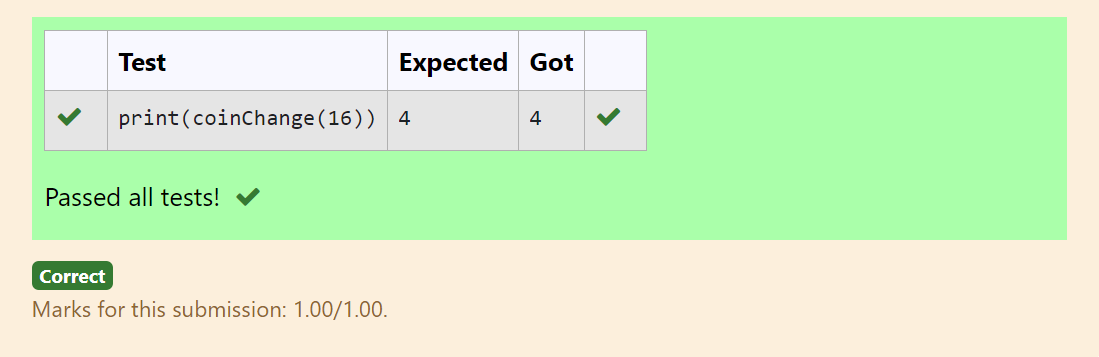 Test Expected Got
print(coinChange(16)) 4 4
Passed all tests!
Correct
Marks for this submission: 1.00/1.00.